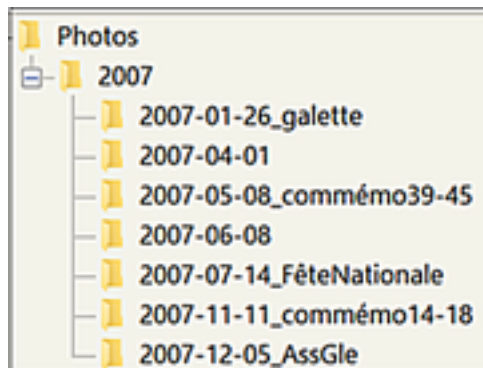 Photos
2007
2007-01-26_galette
2007-04-01
2007-05-08_commémo39-45
2007-06-08
2007-07-14_FêteNationale
2007-11-11_commémo14-18
2007-12-05_AssGle